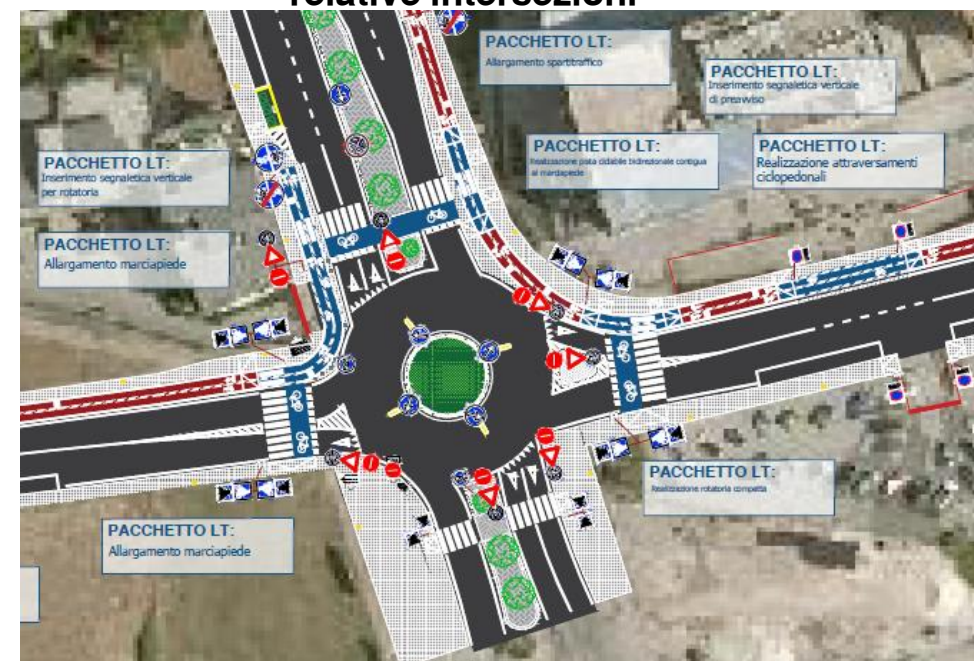 relative intersezioni
PACCHETTO LT:
Allargamento spartitraffico
PACCHETTO LT:
Inserimento segnaletica verticale
di preavviso
PACCHETTO LT:
Realizzazione pista ciclabile bidirezionale contigua
al marciapiede
PACCHETTO LT:
Realizzazione attraversamenti
ciclopedonali
PACCHETTO LT:
Inserimento segnaletica verticale
per rotatoria
PACCHETTO LT:
Allargamento marciapiede
PACCHETTO LT:
Realizzazione rotatoria compatta
PACCHETTO LT:
Allargamento marciapiede